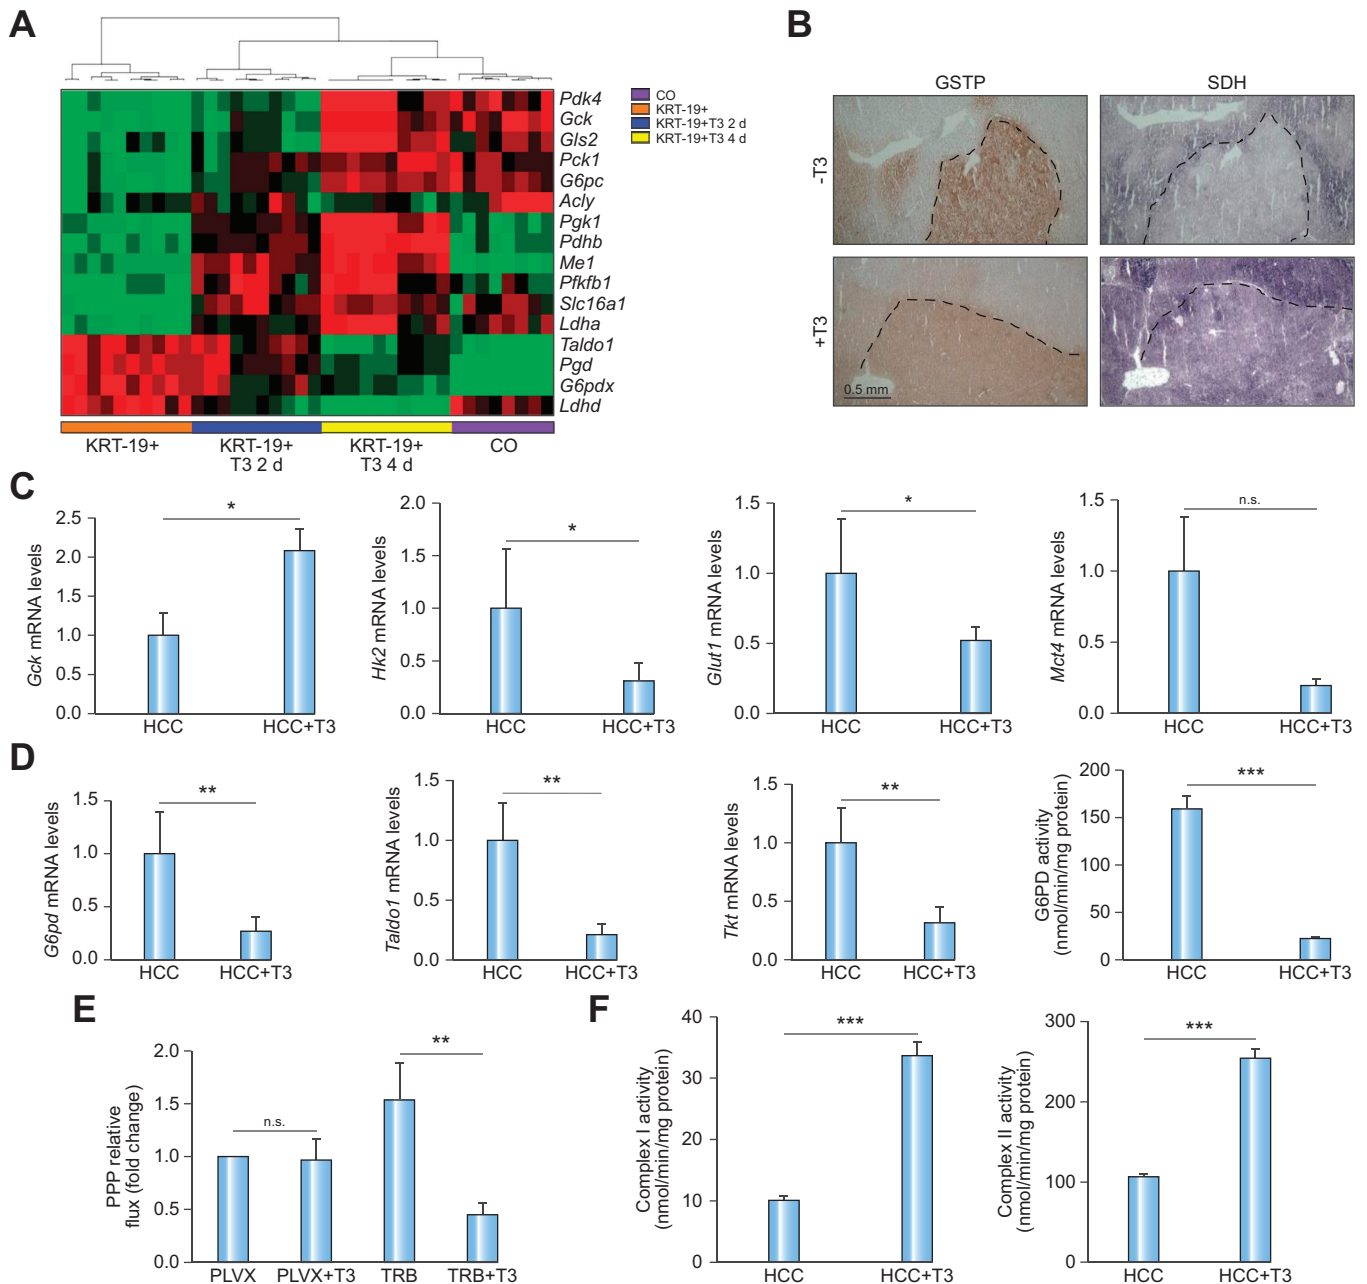 A
Pdk4
Gck
Gls2
Pck1
G6pc
Acly
Pgk1
Pdhb
Me1
Pfkfb1
Slc16a1
Ldha
Taldo1
Pgd
G6pdx
Ldhd
CO
KRT-19+
KRT-19+T3 2 d
KRT-19+T3 4 d
KRT-19+
KRT-19+
T3 2 d
KRT-19+
T3 4 d
CO
B
GSTP
SDH
-T3
+T3
0.5 mm
C
Gck mRNA levels
2.5
2.0
1.5
1.0
0.5
0.0
*
HCC
HCC+T3
Hk2 mRNA levels
2.0
1.5
1.0
0.5
0.0
*
HCC
HCC+T3
Glut1 mRNA levels
1.5
1.0
0.5
0.0
*
HCC
HCC+T3
Mct4 mRNA levels
1.5
1.0
0.5
0.0
n.s.
HCC
HCC+T3
D
G6pd mRNA levels
1.5
1.0
0.5
0.0
**
HCC
HCC+T3
Taldo1 mRNA levels
1.5
1.0
0.5
0.0
**
HCC
HCC+T3
Tkt mRNA levels
1.5
1.0
0.5
0.0
**
HCC
HCC+T3
G6PD activity
(nmol/min/mg protein)
200
150
100
50
0
***
HCC
HCC+T3
E
PPP relative
flux (fold change)
2.0
1.5
1.0
0.5
0.0
n.s.
**
PLVX
PLVX+T3
TRB
TRB+T3
F
Complex I activity
(nmol/min/mg protein)
40
30
20
10
0
***
HCC
HCC+T3
Complex II activity
(nmol/min/mg protein)
300
200
100
0
***
HCC
HCC+T3